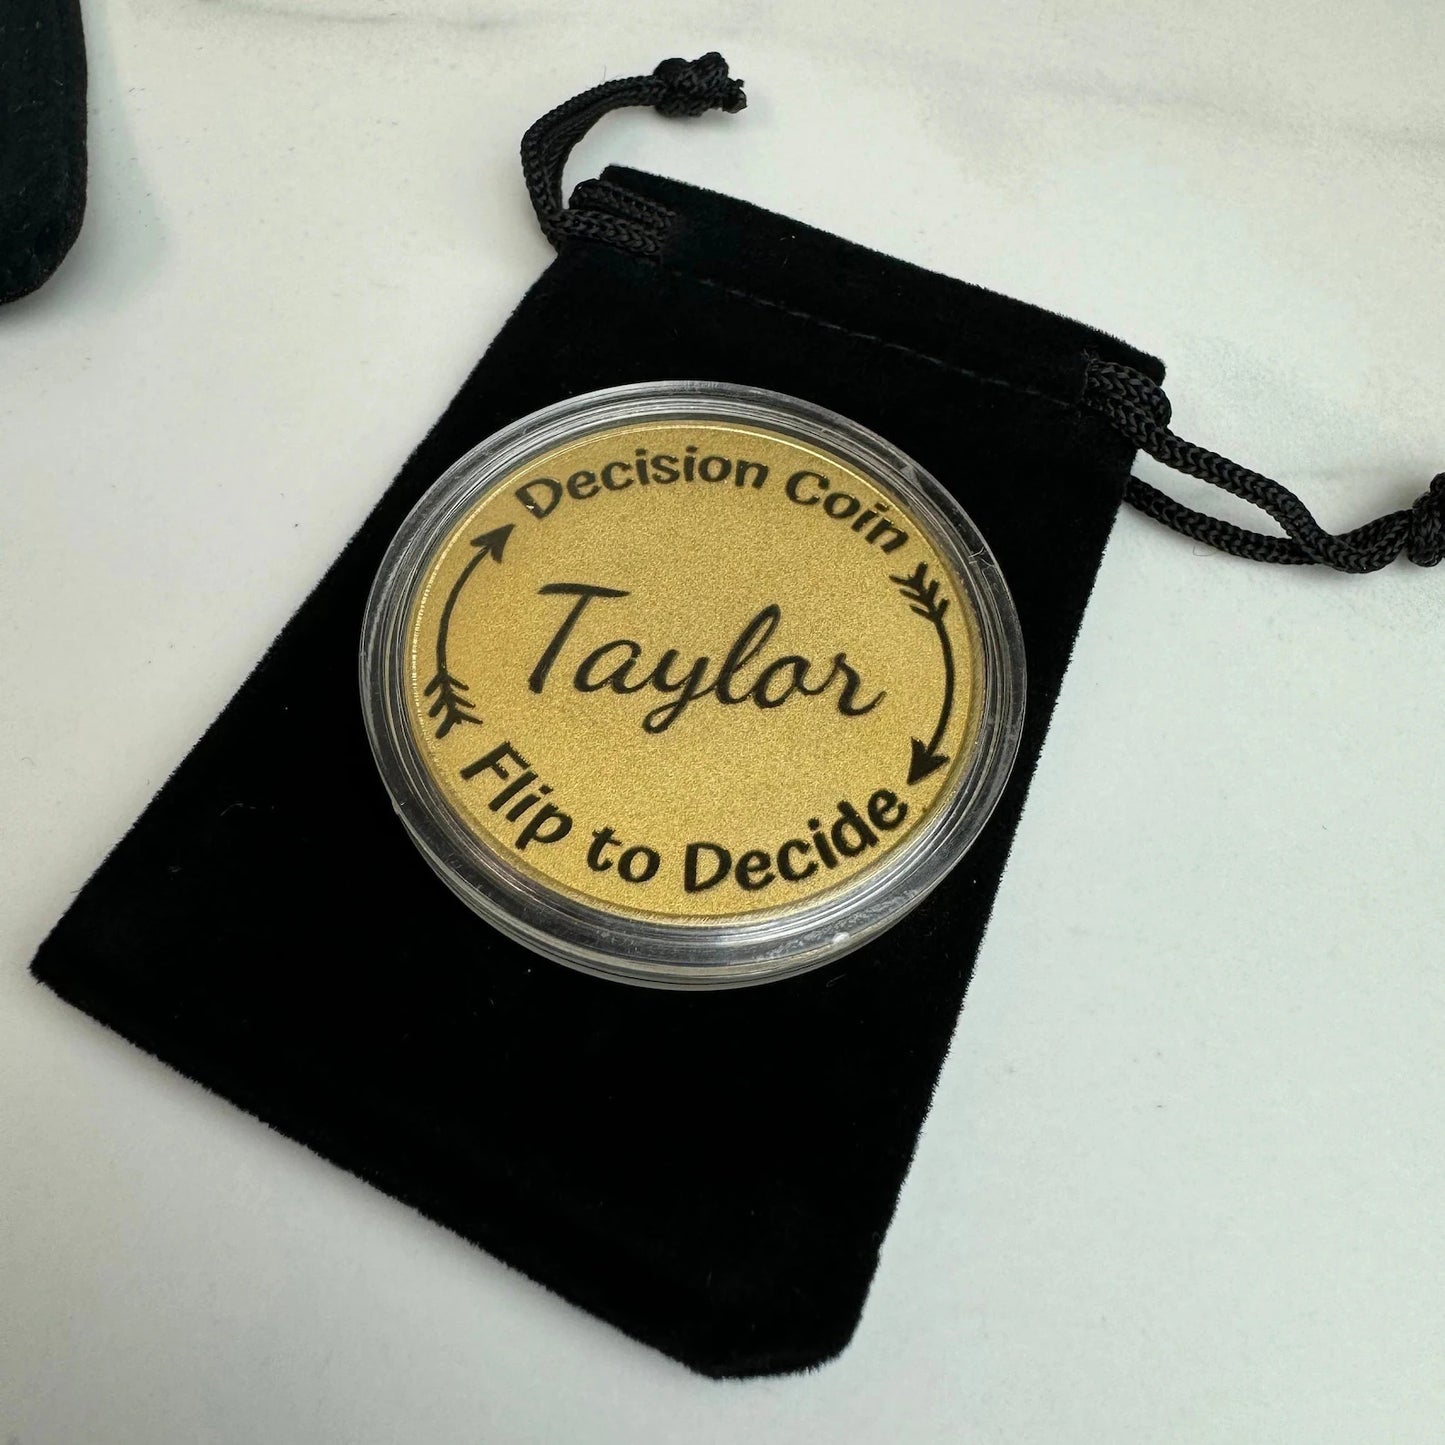 Decision Coin
Taylor
Flip to Decide